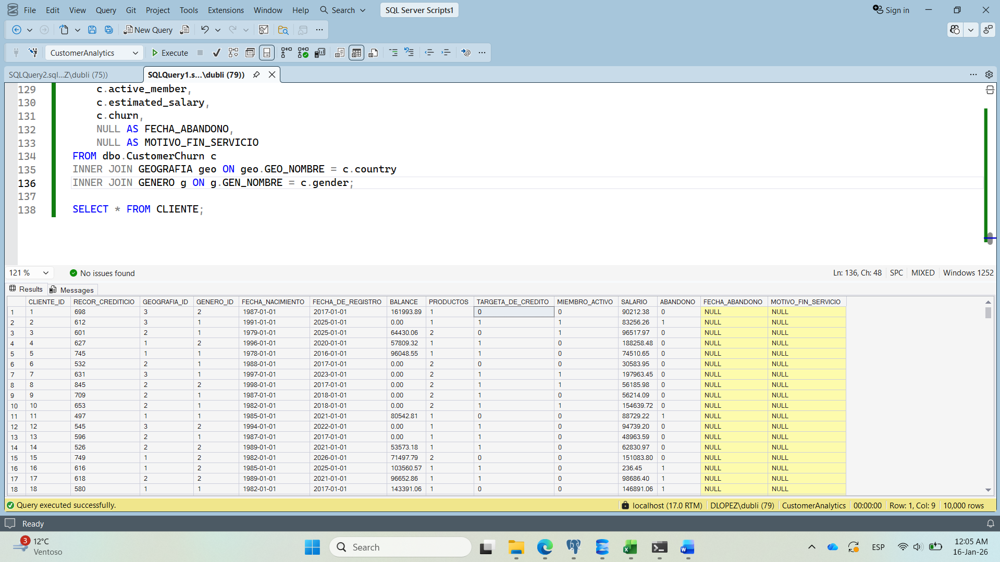 File Edit View Query Git Project Tools Extensions Window Help Search SQL Server Scripts1 Sign in
New Query
CustomerAnalytics Execute
SQLQuery2.sql...Z\dubli (75)) SQLQuery1.s...\dubli (79))
129 c.active_member,
130 c.estimated_salary,
131 c.churn,
132 NULL AS FECHA_ABANDONO,
133 NULL AS MOTIVO_FIN_SERVICIO
134 FROM dbo.CustomerChurn c
135 INNER JOIN GEOGRAFIA geo ON geo.GEO_NOMBRE = c.country
136 INNER JOIN GENERO g ON g.GEN_NOMBRE = c.gender;
137
138 SELECT * FROM CLIENTE;
121 % No issues found Ln: 136, Ch: 48 SPC MIXED Windows 1252
Results Messages
CLIENTE_ID RECOR_CREDITICIO GEOGRAFIA_ID GENERO_ID FECHA_NACIMIENTO FECHA_DE_REGISTRO BALANCE PRODUCTOS TARGETA_DE_CREDITO MIEMBRO_ACTIVO SALARIO ABANDONO FECHA_ABANDONO MOTIVO_FIN_SERVICIO
1 1 698 3 2 1987-01-01 2017-01-01 161993.89 1 0 0 90212.38 0 NULL NULL
2 2 612 3 1 1991-01-01 2025-01-01 0.00 1 1 1 83256.26 1 NULL NULL
3 3 601 2 1 1979-01-01 2025-01-01 64430.06 2 0 1 96517.97 0 NULL NULL
4 4 627 1 2 1996-01-01 2020-01-01 57809.32 1 1 0 188258.48 0 NULL NULL
5 5 745 1 1 1978-01-01 2016-01-01 96048.55 1 1 0 74510.65 0 NULL NULL
6 6 532 2 1 1988-01-01 2017-01-01 0.00 2 0 0 30583.95 0 NULL NULL
7 7 631 3 1 1997-01-01 2023-01-01 0.00 2 1 1 197963.45 0 NULL NULL
8 8 845 2 2 1998-01-01 2017-01-01 0.00 2 1 1 56185.98 0 NULL NULL
9 9 709 2 1 1987-01-01 2018-01-01 0.00 2 1 0 56214.09 0 NULL NULL
10 10 653 2 1 1982-01-01 2018-01-01 0.00 2 1 1 154639.72 0 NULL NULL
11 11 497 1 1 1985-01-01 2021-01-01 80542.81 1 0 0 88729.22 1 NULL NULL
12 12 545 3 2 1994-01-01 2022-01-01 0.00 1 1 0 94739.20 0 NULL NULL
13 13 596 2 1 1987-01-01 2017-01-01 0.00 1 1 0 48963.59 0 NULL NULL
14 14 526 2 2 1989-01-01 2021-01-01 53573.18 1 1 0 62830.97 0 NULL NULL
15 15 749 1 2 1982-01-01 2026-01-01 71497.79 2 0 0 151083.80 0 NULL NULL
16 16 616 1 2 1985-01-01 2025-01-01 103560.57 1 1 0 236.45 1 NULL NULL
17 17 618 2 2 1989-01-01 2021-01-01 96652.86 1 1 0 98686.40 1 NULL NULL
18 18 580 1 1 1982-01-01 2017-01-01 143391.06 1 0 0 146891.06 1 NULL NULL
Query executed successfully. localhost (17.0 RTM) DLOPEZ\dubli (79) CustomerAnalytics 00:00:00 Row: 1, Col: 9 10,000 rows
Ready
3 12°C Search ESP 12:05 AM
Ventoso 16-Jan-26